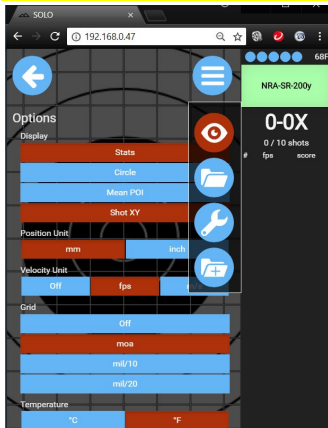 SOLO ×
192.168.0.47
68F
NRA-SR-200y
Options
0-0X
Display
0 / 10 shots
Stats
# fps score
Circle
Mean POI
Shot XY
Position Unit
mm inch
Velocity Unit
Off fps
Grid
Off
moa
mil/10
mil/20
Temperature
°C °F